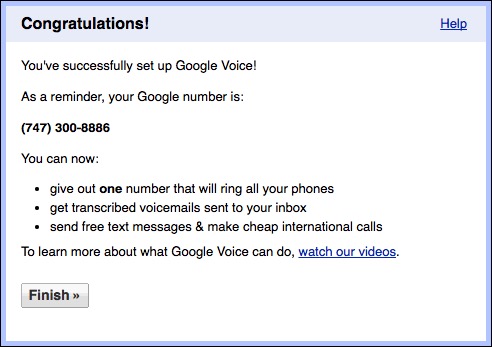 Congratulations! Help
You've successfully set up Google Voice!
As a reminder, your Google number is:
(747) 300-8886
You can now:
• give out one number that will ring all your phones
• get transcribed voicemails sent to your inbox
• send free text messages & make cheap international calls
To learn more about what Google Voice can do, watch our videos.
Finish »